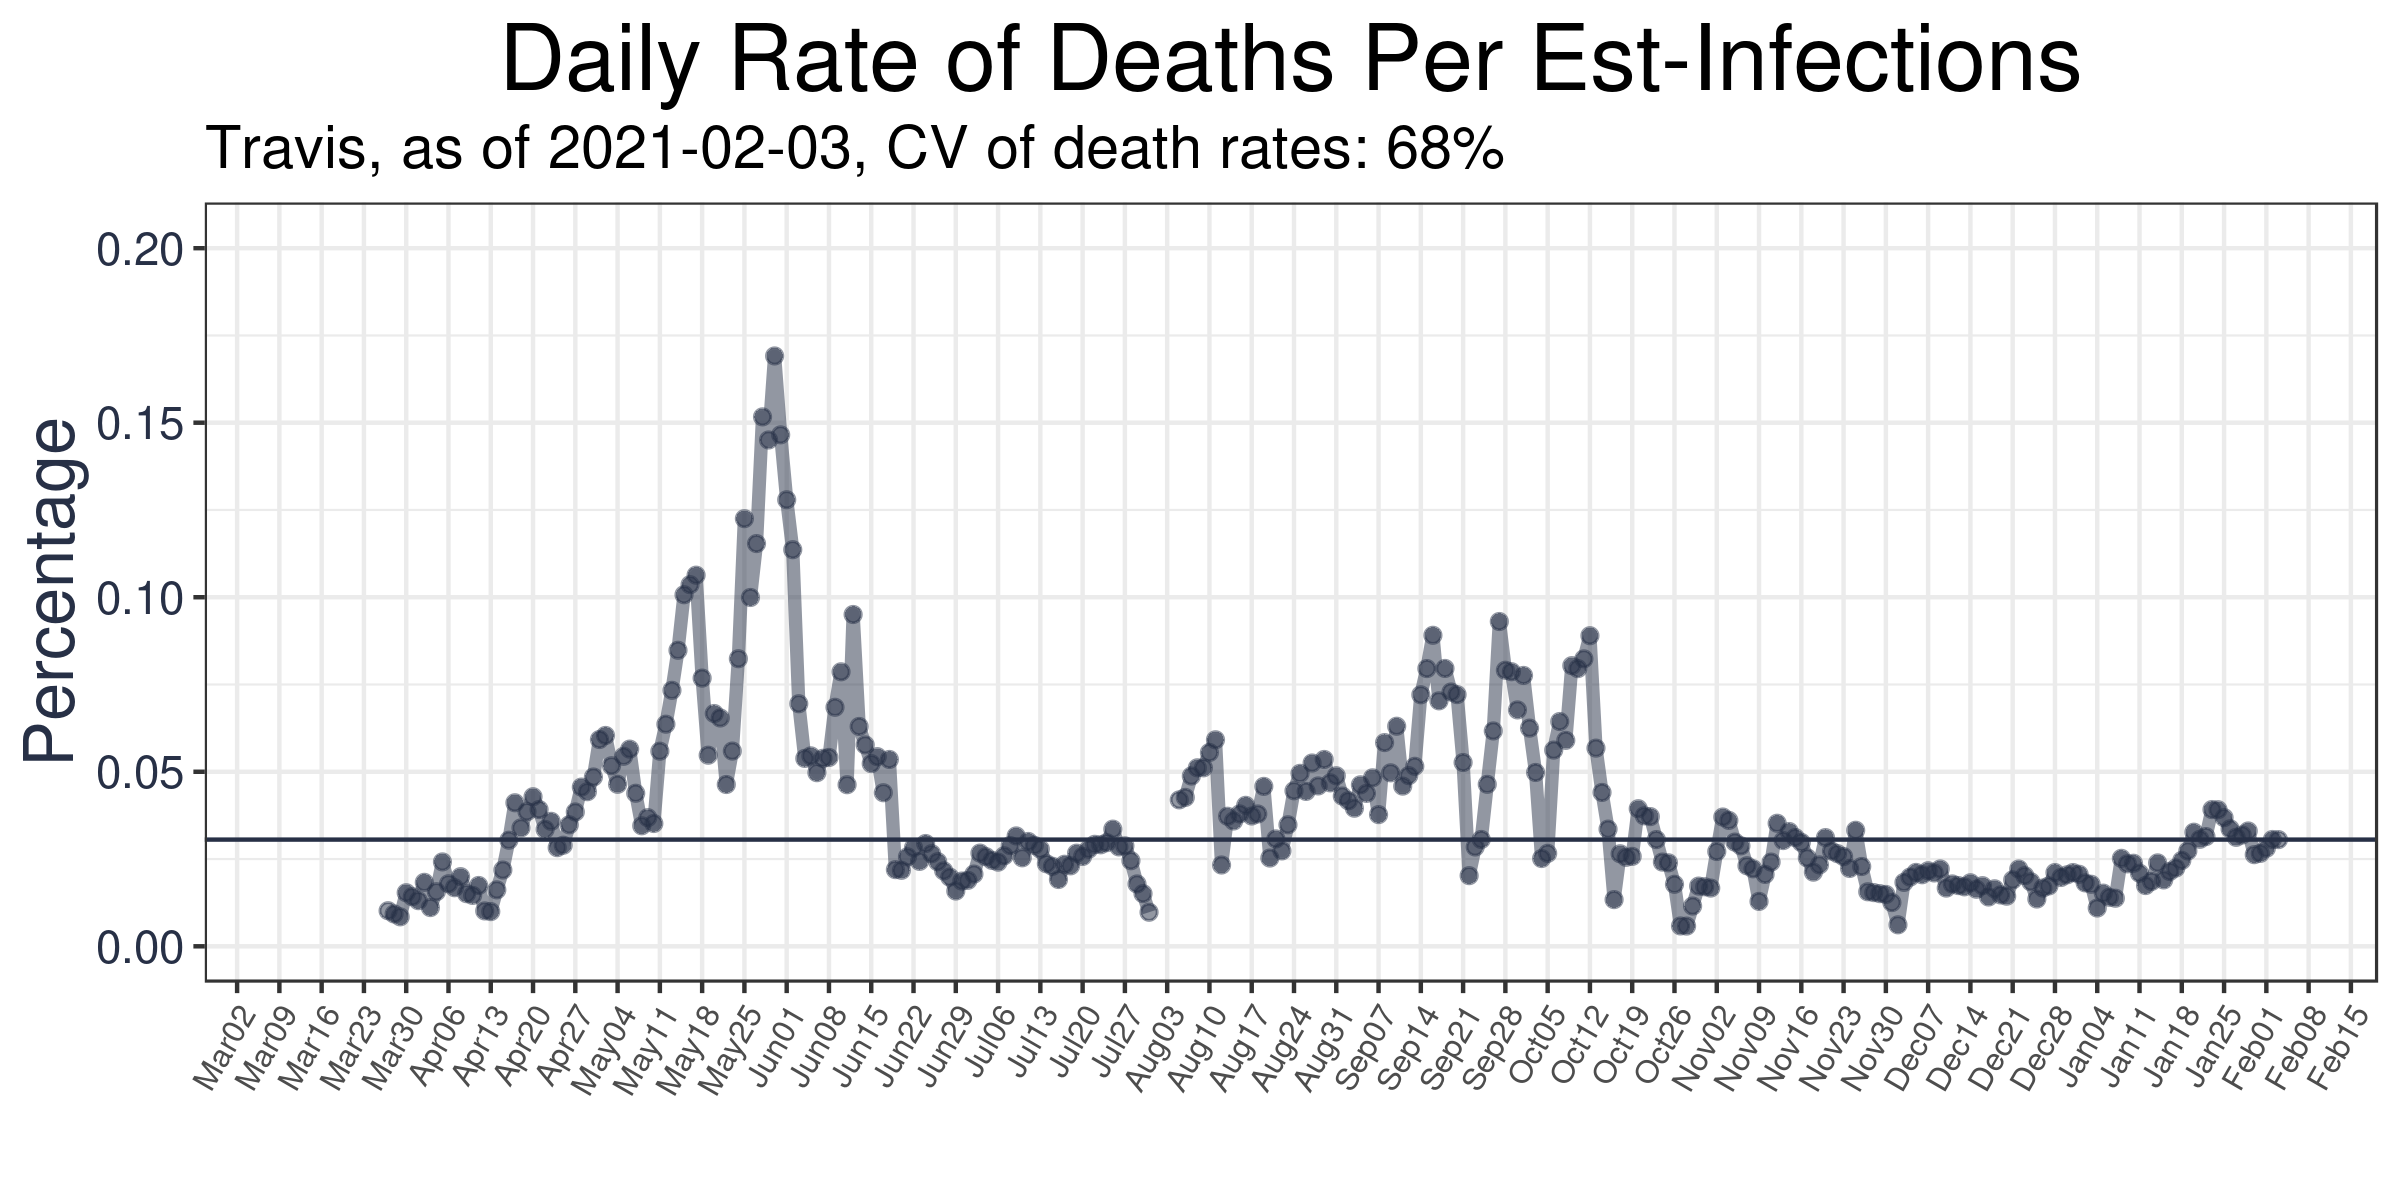 Daily Rate of Deaths Per Est-Infections
Travis, as of 2021-02-03, CV of death rates: 68%
Percentage
0.20
0.15
0.10
0.05
0.00
Mar02
Mar09
Mar16
Mar23
Mar30
Apr06
Apr13
Apr20
Apr27
May04
May11
May18
May25
Jun01
Jun08
Jun15
Jun22
Jun29
Jul06
Jul13
Jul20
Jul27
Aug03
Aug10
Aug17
Aug24
Aug31
Sep07
Sep14
Sep21
Sep28
Oct05
Oct12
Oct19
Oct26
Nov02
Nov09
Nov16
Nov23
Nov30
Dec07
Dec14
Dec21
Dec28
Jan04
Jan11
Jan18
Jan25
Feb01
Feb08
Feb15